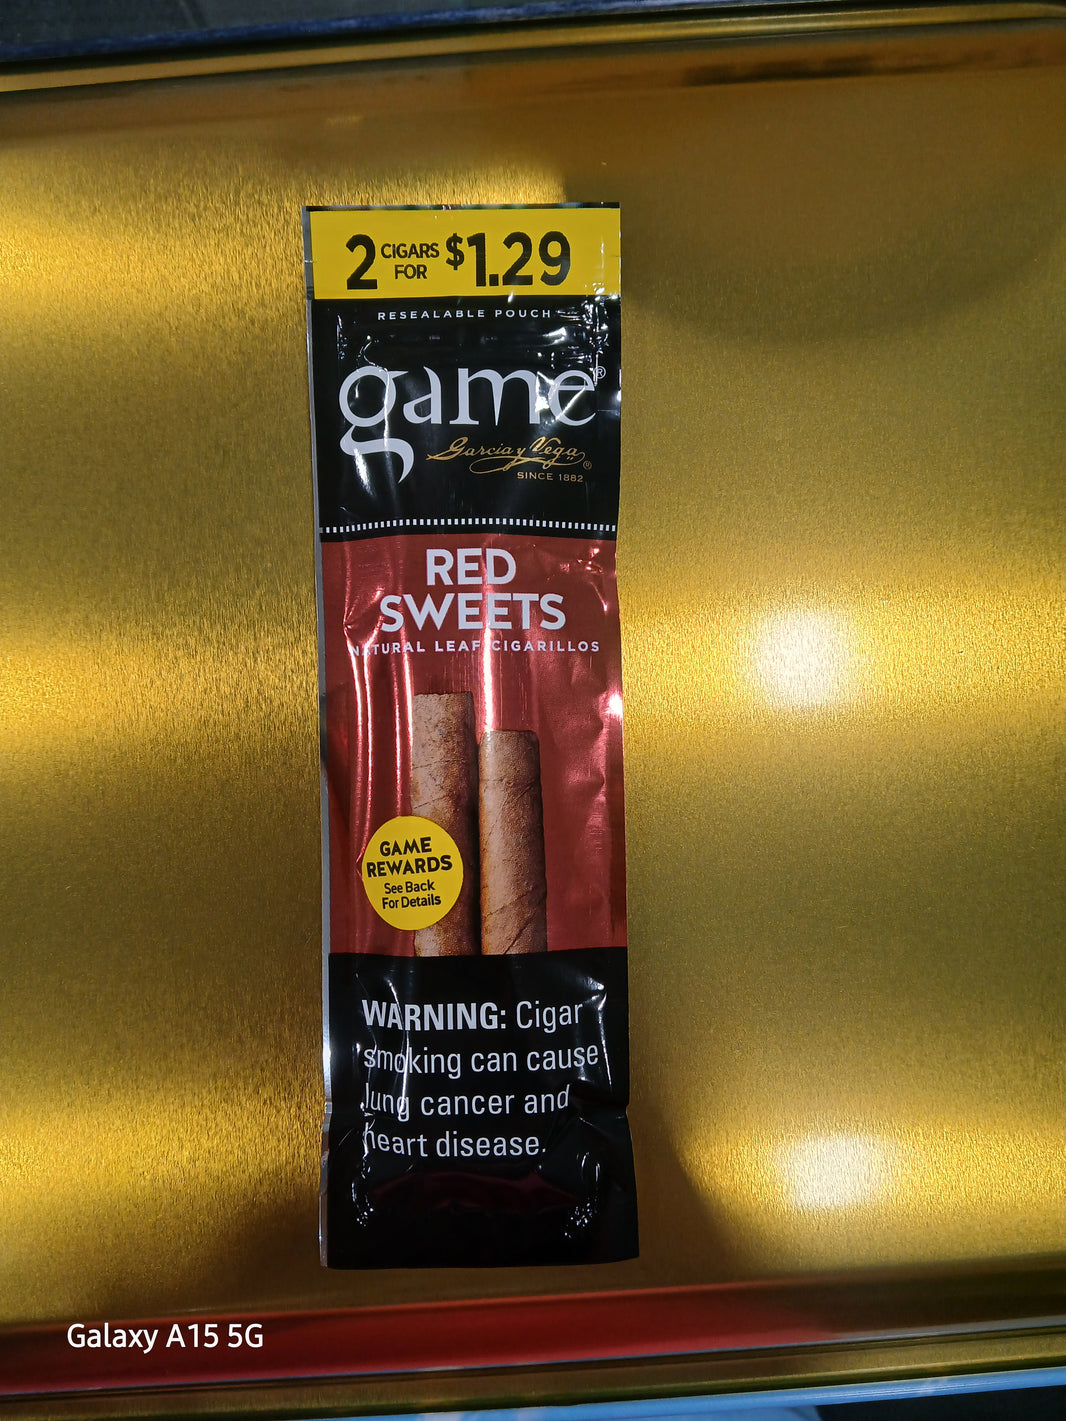 2 CIGARS FOR $1.29
RESEALABLE POUCH
game®
Garcia y Vega®
SINCE 1882
RED
SWEETS
NATURAL LEAF CIGARILLOS
GAME
REWARDS
See Back
For Details
WARNING: Cigar
smoking can cause
lung cancer and
heart disease.
Galaxy A15 5G